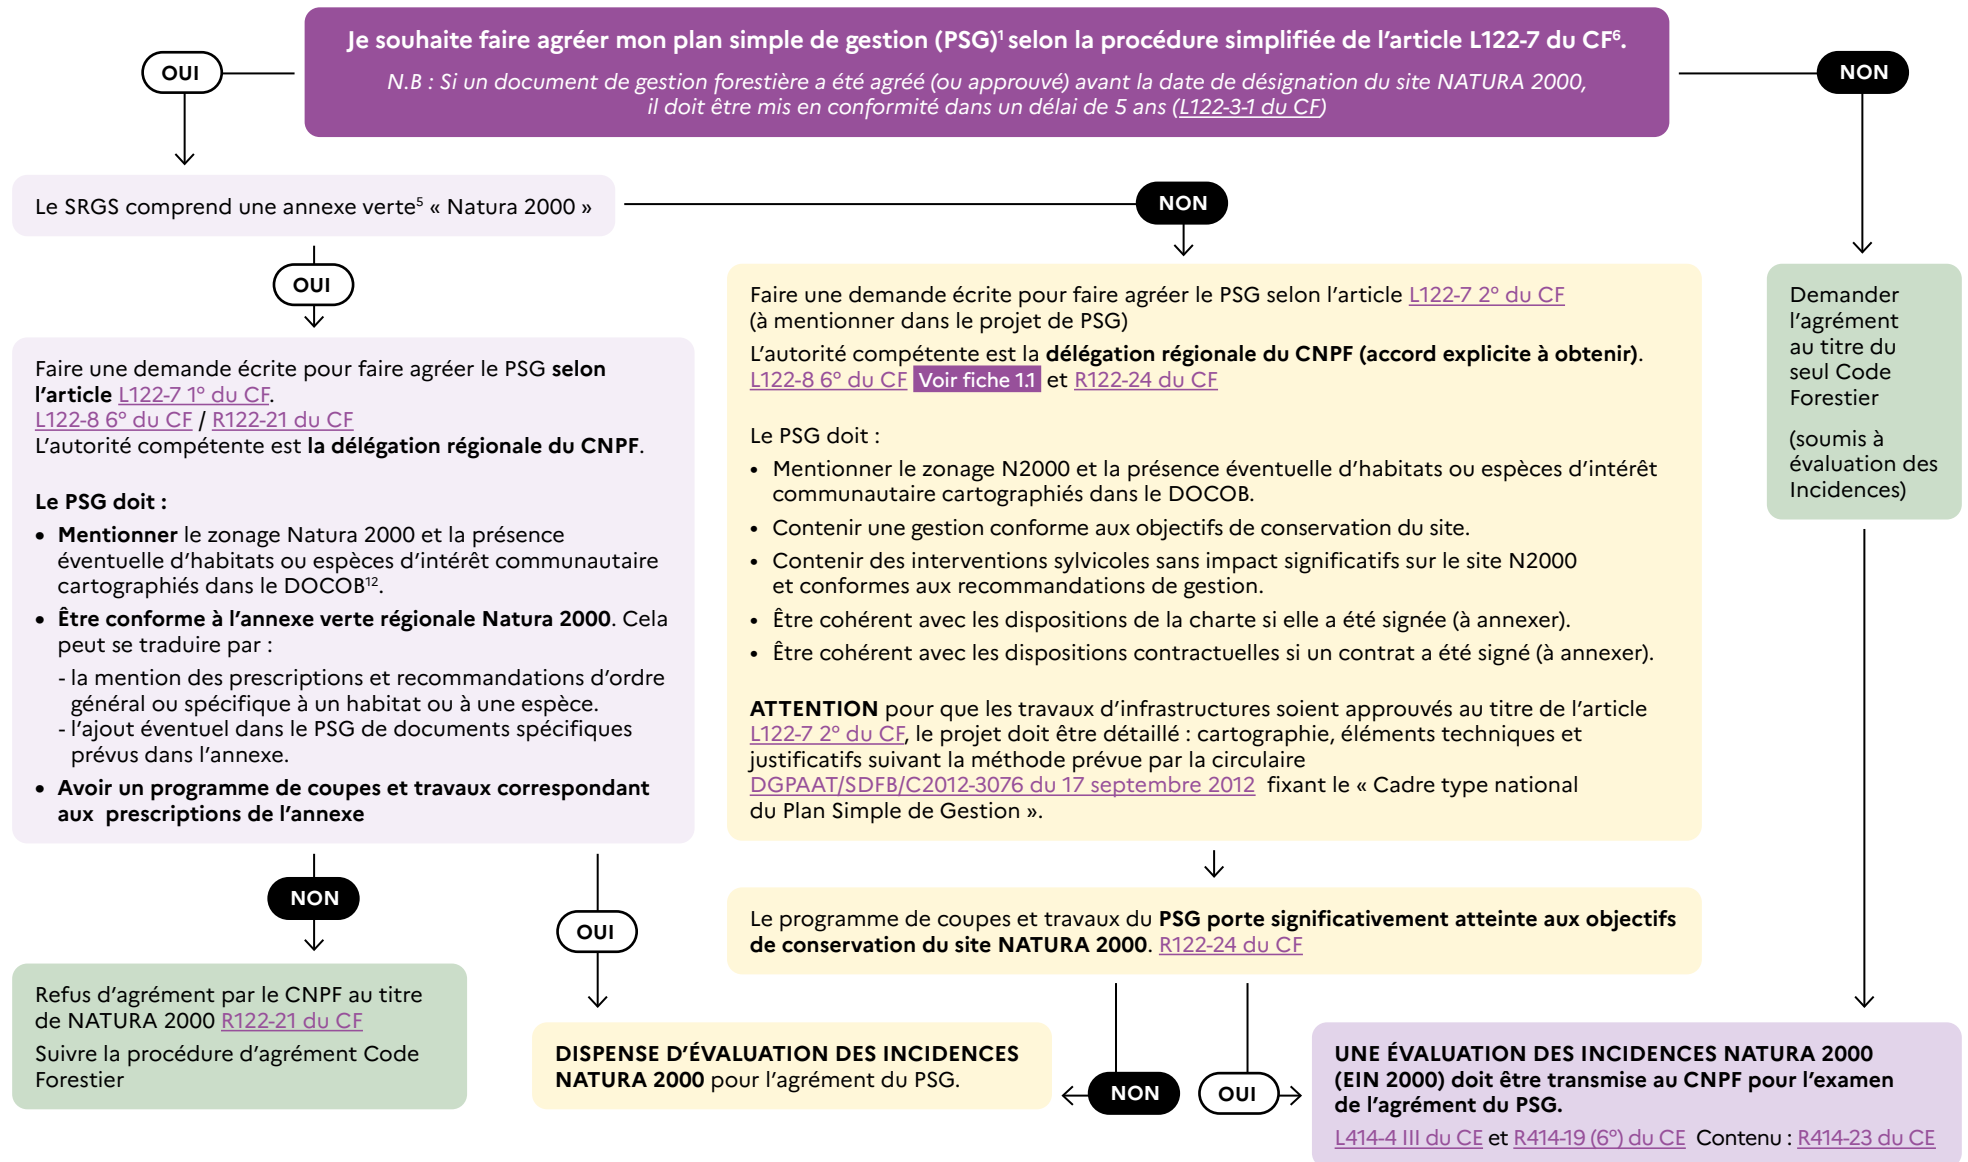 Je souhaite faire agréer mon plan simple de gestion (PSG)¹ selon la procédure simplifiée de l'article L122-7 du CF⁶.
N.B : Si un document de gestion forestière a été agréé (ou approuvé) avant la date de désignation du site NATURA 2000,
il doit être mis en conformité dans un délai de 5 ans (L122-3-1 du CF)
OUI
NON
Le SRGS comprend une annexe verte⁵ « Natura 2000 »
NON
OUI
Faire une demande écrite pour faire agréer le PSG selon
l'article L122-7 1° du CF.
L122-8 6° du CF / R122-21 du CF
L'autorité compétente est la délégation régionale du CNPF.
Le PSG doit :
• Mentionner le zonage Natura 2000 et la présence
éventuelle d'habitats ou espèces d'intérêt communautaire
cartographiés dans le DOCOB¹².
• Être conforme à l'annexe verte régionale Natura 2000. Cela
peut se traduire par :
- la mention des prescriptions et recommandations d'ordre
général ou spécifique à un habitat ou à une espèce.
- l'ajout éventuel dans le PSG de documents spécifiques
prévus dans l'annexe.
• Avoir un programme de coupes et travaux correspondant
aux prescriptions de l'annexe
Faire une demande écrite pour faire agréer le PSG selon l'article L122-7 2° du CF
(à mentionner dans le projet de PSG)
L'autorité compétente est la délégation régionale du CNPF (accord explicite à obtenir).
L122-8 6° du CF Voir fiche 1.1 et R122-24 du CF
Le PSG doit :
• Mentionner le zonage N2000 et la présence éventuelle d'habitats ou espèces d'intérêt
communautaire cartographiés dans le DOCOB.
• Contenir une gestion conforme aux objectifs de conservation du site.
• Contenir des interventions sylvicoles sans impact significatifs sur le site N2000
et conformes aux recommandations de gestion.
• Être cohérent avec les dispositions de la charte si elle a été signée (à annexer).
• Être cohérent avec les dispositions contractuelles si un contrat a été signé (à annexer).
ATTENTION pour que les travaux d'infrastructures soient approuvés au titre de l'article
L122-7 2° du CF, le projet doit être détaillé : cartographie, éléments techniques et
justificatifs suivant la méthode prévue par la circulaire
DGPAAT/SDFB/C2012-3076 du 17 septembre 2012 fixant le « Cadre type national
du Plan Simple de Gestion ».
Demander
l'agrément
au titre du
seul Code
Forestier
(soumis à
évaluation des
Incidences)
NON
OUI
Le programme de coupes et travaux du PSG porte significativement atteinte aux objectifs
de conservation du site NATURA 2000. R122-24 du CF
Refus d'agrément par le CNPF au titre
de NATURA 2000 R122-21 du CF
Suivre la procédure d'agrément Code
Forestier
DISPENSE D'ÉVALUATION DES INCIDENCES
NATURA 2000 pour l'agrément du PSG.
NON
OUI
UNE ÉVALUATION DES INCIDENCES NATURA 2000
(EIN 2000) doit être transmise au CNPF pour l'examen
de l'agrément du PSG.
L414-4 III du CE et R414-19 (6°) du CE Contenu : R414-23 du CE